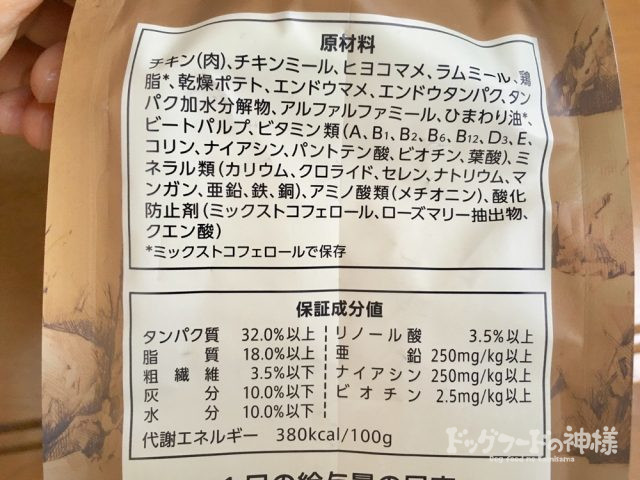 原材料
チキン(肉)、チキンミール、ヒヨコマメ、ラムミール、鶏
脂*、乾燥ポテト、エンドウマメ、エンドウタンパク、タン
パク加水分解物、アルファルファミール、ひまわり油*、
ビートパルプ、ビタミン類(A、B1、B2、B6、B12、D3、E、
コリン、ナイアシン、パントテン酸、ビオチン、葉酸)、ミ
ネラル類(カリウム、クロライド、セレン、ナトリウム、マ
ンガン、亜鉛、鉄、銅)、アミノ酸類(メチオニン)、酸化
防止剤(ミックストコフェロール、ローズマリー抽出物、
クエン酸)
*ミックストコフェロールで保存
保証成分値
タンパク質 32.0%以上
脂質 18.0%以上
粗繊維 3.5%以下
灰分 10.0%以下
水分 10.0%以下
リノール酸 3.5%以上
亜鉛 250mg/kg以上
ナイアシン 250mg/kg以上
ビオチン 2.5mg/kg以上
代謝エネルギー 380kcal/100g
1日の給与量の目安
ドッグフードの神様
Dog food no Kamisama